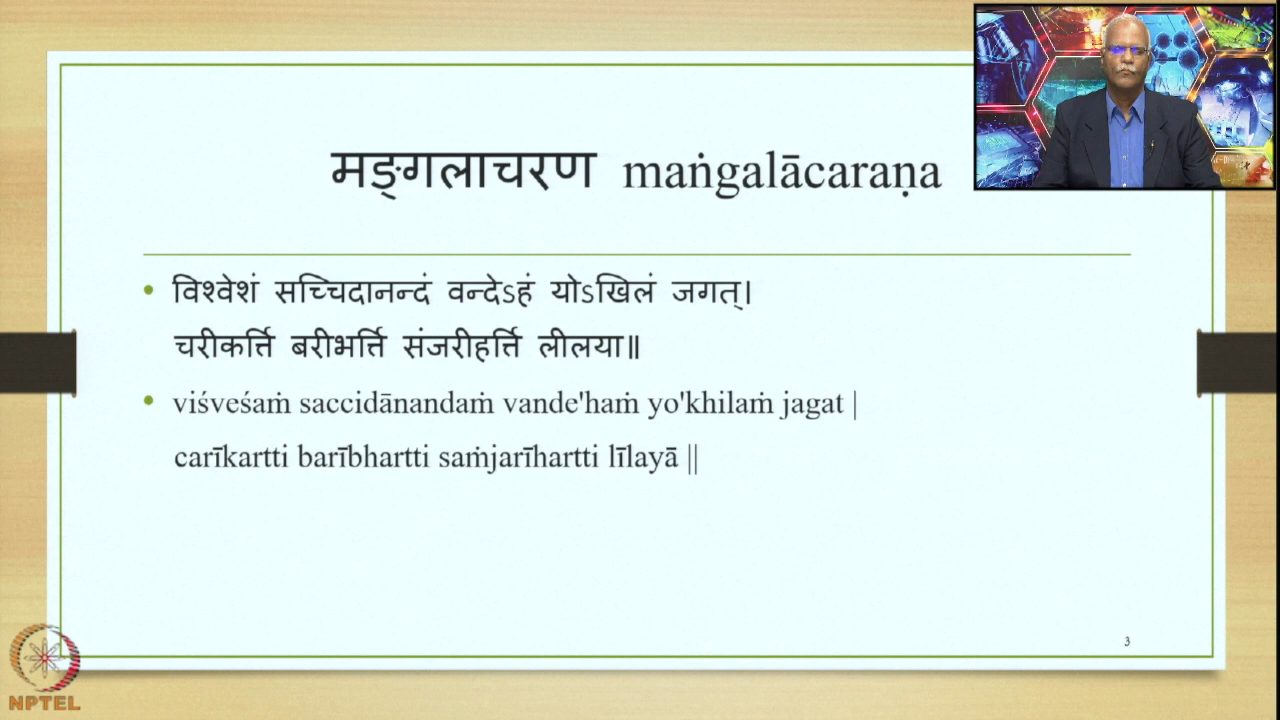 मङ्गलाचरण maṅgalācaraṇa
• विश्वेशं सच्चिदानन्दं वन्देऽहं योऽखिलं जगत्।
चरीकर्त्ति बरीभर्त्ति संजरीहर्त्ति लीलया॥
• viśveśaṁ saccidānandaṁ vande'haṁ yo'khilaṁ jagat |
carīkartti barībhartti saṁjarīhartti līlayā ||
3
NPTEL